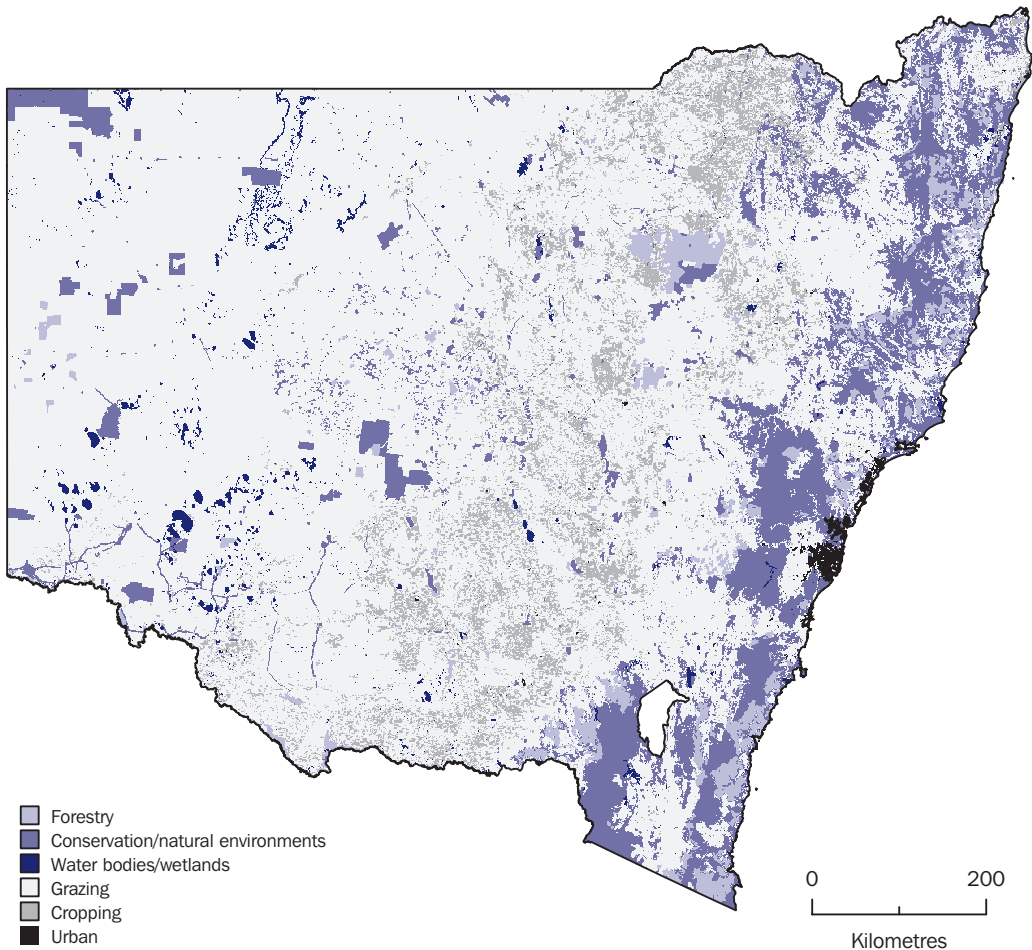 Forestry
Conservation/natural environments
Water bodies/wetlands
Grazing
Cropping
Urban
0 200
Kilometres